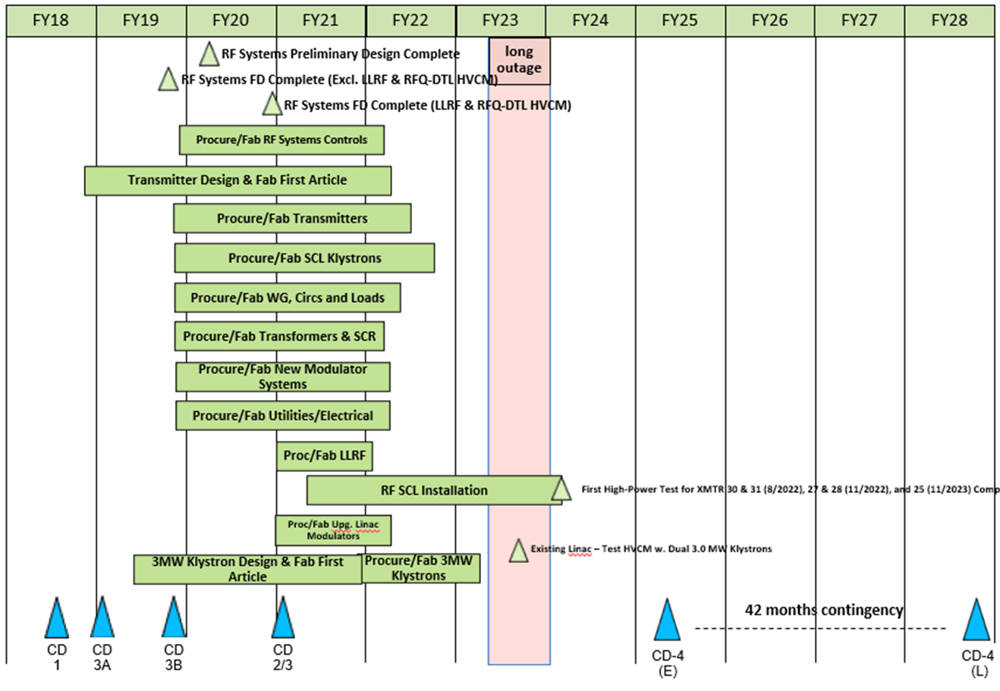 FY18 FY19 FY20 FY21 FY22 FY23 FY24 FY25 FY26 FY27 FY28
long
outage
RF Systems Preliminary Design Complete
RF Systems FD Complete (Excl. LLRF & RFQ-DTL HVCM)
RF Systems FD Complete (LLRF & RFQ-DTL HVCM)
Procure/Fab RF Systems Controls
Transmitter Design & Fab First Article
Procure/Fab Transmitters
Procure/Fab SCL Klystrons
Procure/Fab WG, Circs and Loads
Procure/Fab Transformers & SCR
Procure/Fab New Modulator
Systems
Procure/Fab Utilities/Electrical
Proc/Fab LLRF
RF SCL Installation
First High-Power Test for XMTR 30 & 31 (8/2022), 27 & 28 (11/2022), and 25 (11/2023) Comp
Proc/Fab Upg. Linac
Modulators
Existing Linac – Test HVCM w. Dual 3.0 MW Klystrons
3MW Klystron Design & Fab First
Article
Procure/Fab 3MW
Klystrons
42 months contingency
CD
1
CD
3A
CD
3B
CD
2/3
CD-4
(E)
CD-4
(L)